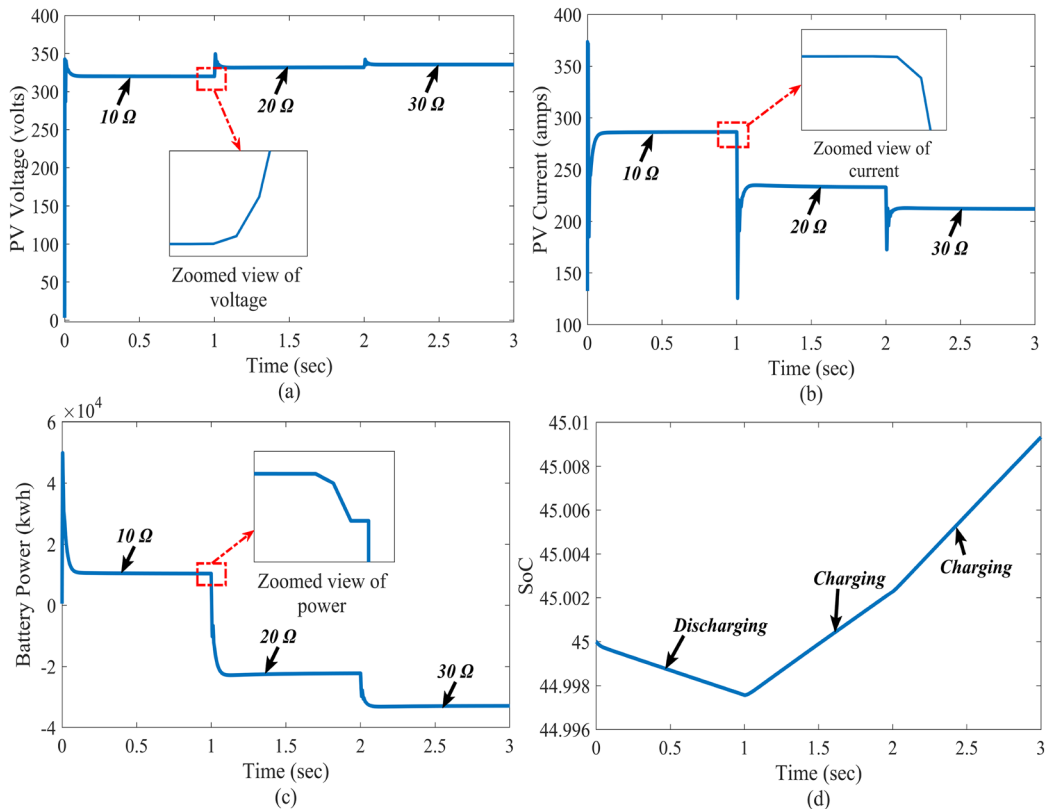 400
350
300
250
200
150
100
50
0
PV Voltage (volts)
10 Ω
20 Ω
30 Ω
Zoomed view of
voltage
0 0.5 1 1.5 2 2.5 3
Time (sec)
(a)
400
350
300
250
200
150
100
PV Current (amps)
10 Ω
20 Ω
30 Ω
Zoomed view of
current
0 0.5 1 1.5 2 2.5 3
Time (sec)
(b)
×10⁴
6
4
2
0
-2
-4
Battery Power (kwh)
10 Ω
20 Ω
30 Ω
Zoomed view of
power
0 0.5 1 1.5 2 2.5 3
Time (sec)
(c)
45.01
45.008
45.006
45.004
45.002
45
44.998
44.996
SoC
Discharging
Charging
Charging
0 0.5 1 1.5 2 2.5 3
Time (sec)
(d)